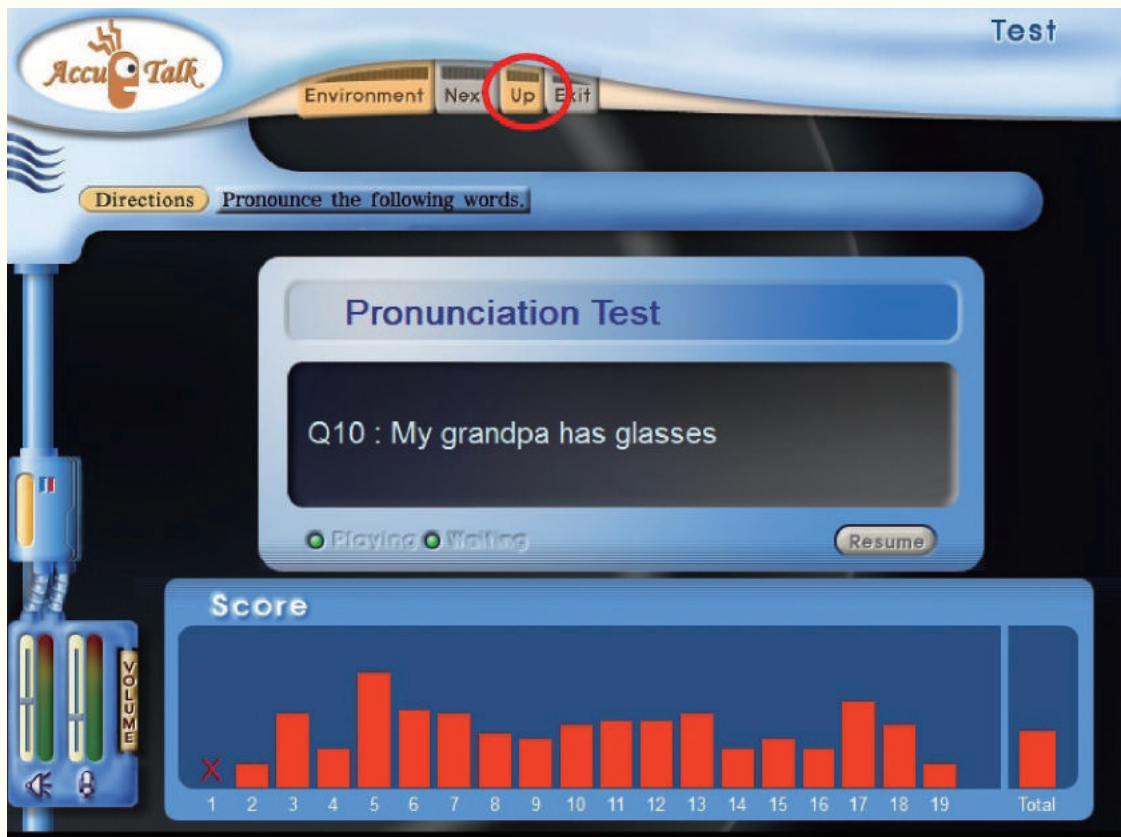 Accu Talk
Test
Environment Next Up Exit
Directions Pronounce the following words.
Pronunciation Test
Q10 : My grandpa has glasses
Playing Waiting
Resume
Score
VOLUME
X
1 2 3 4 5 6 7 8 9 10 11 12 13 14 15 16 17 18 19 Total